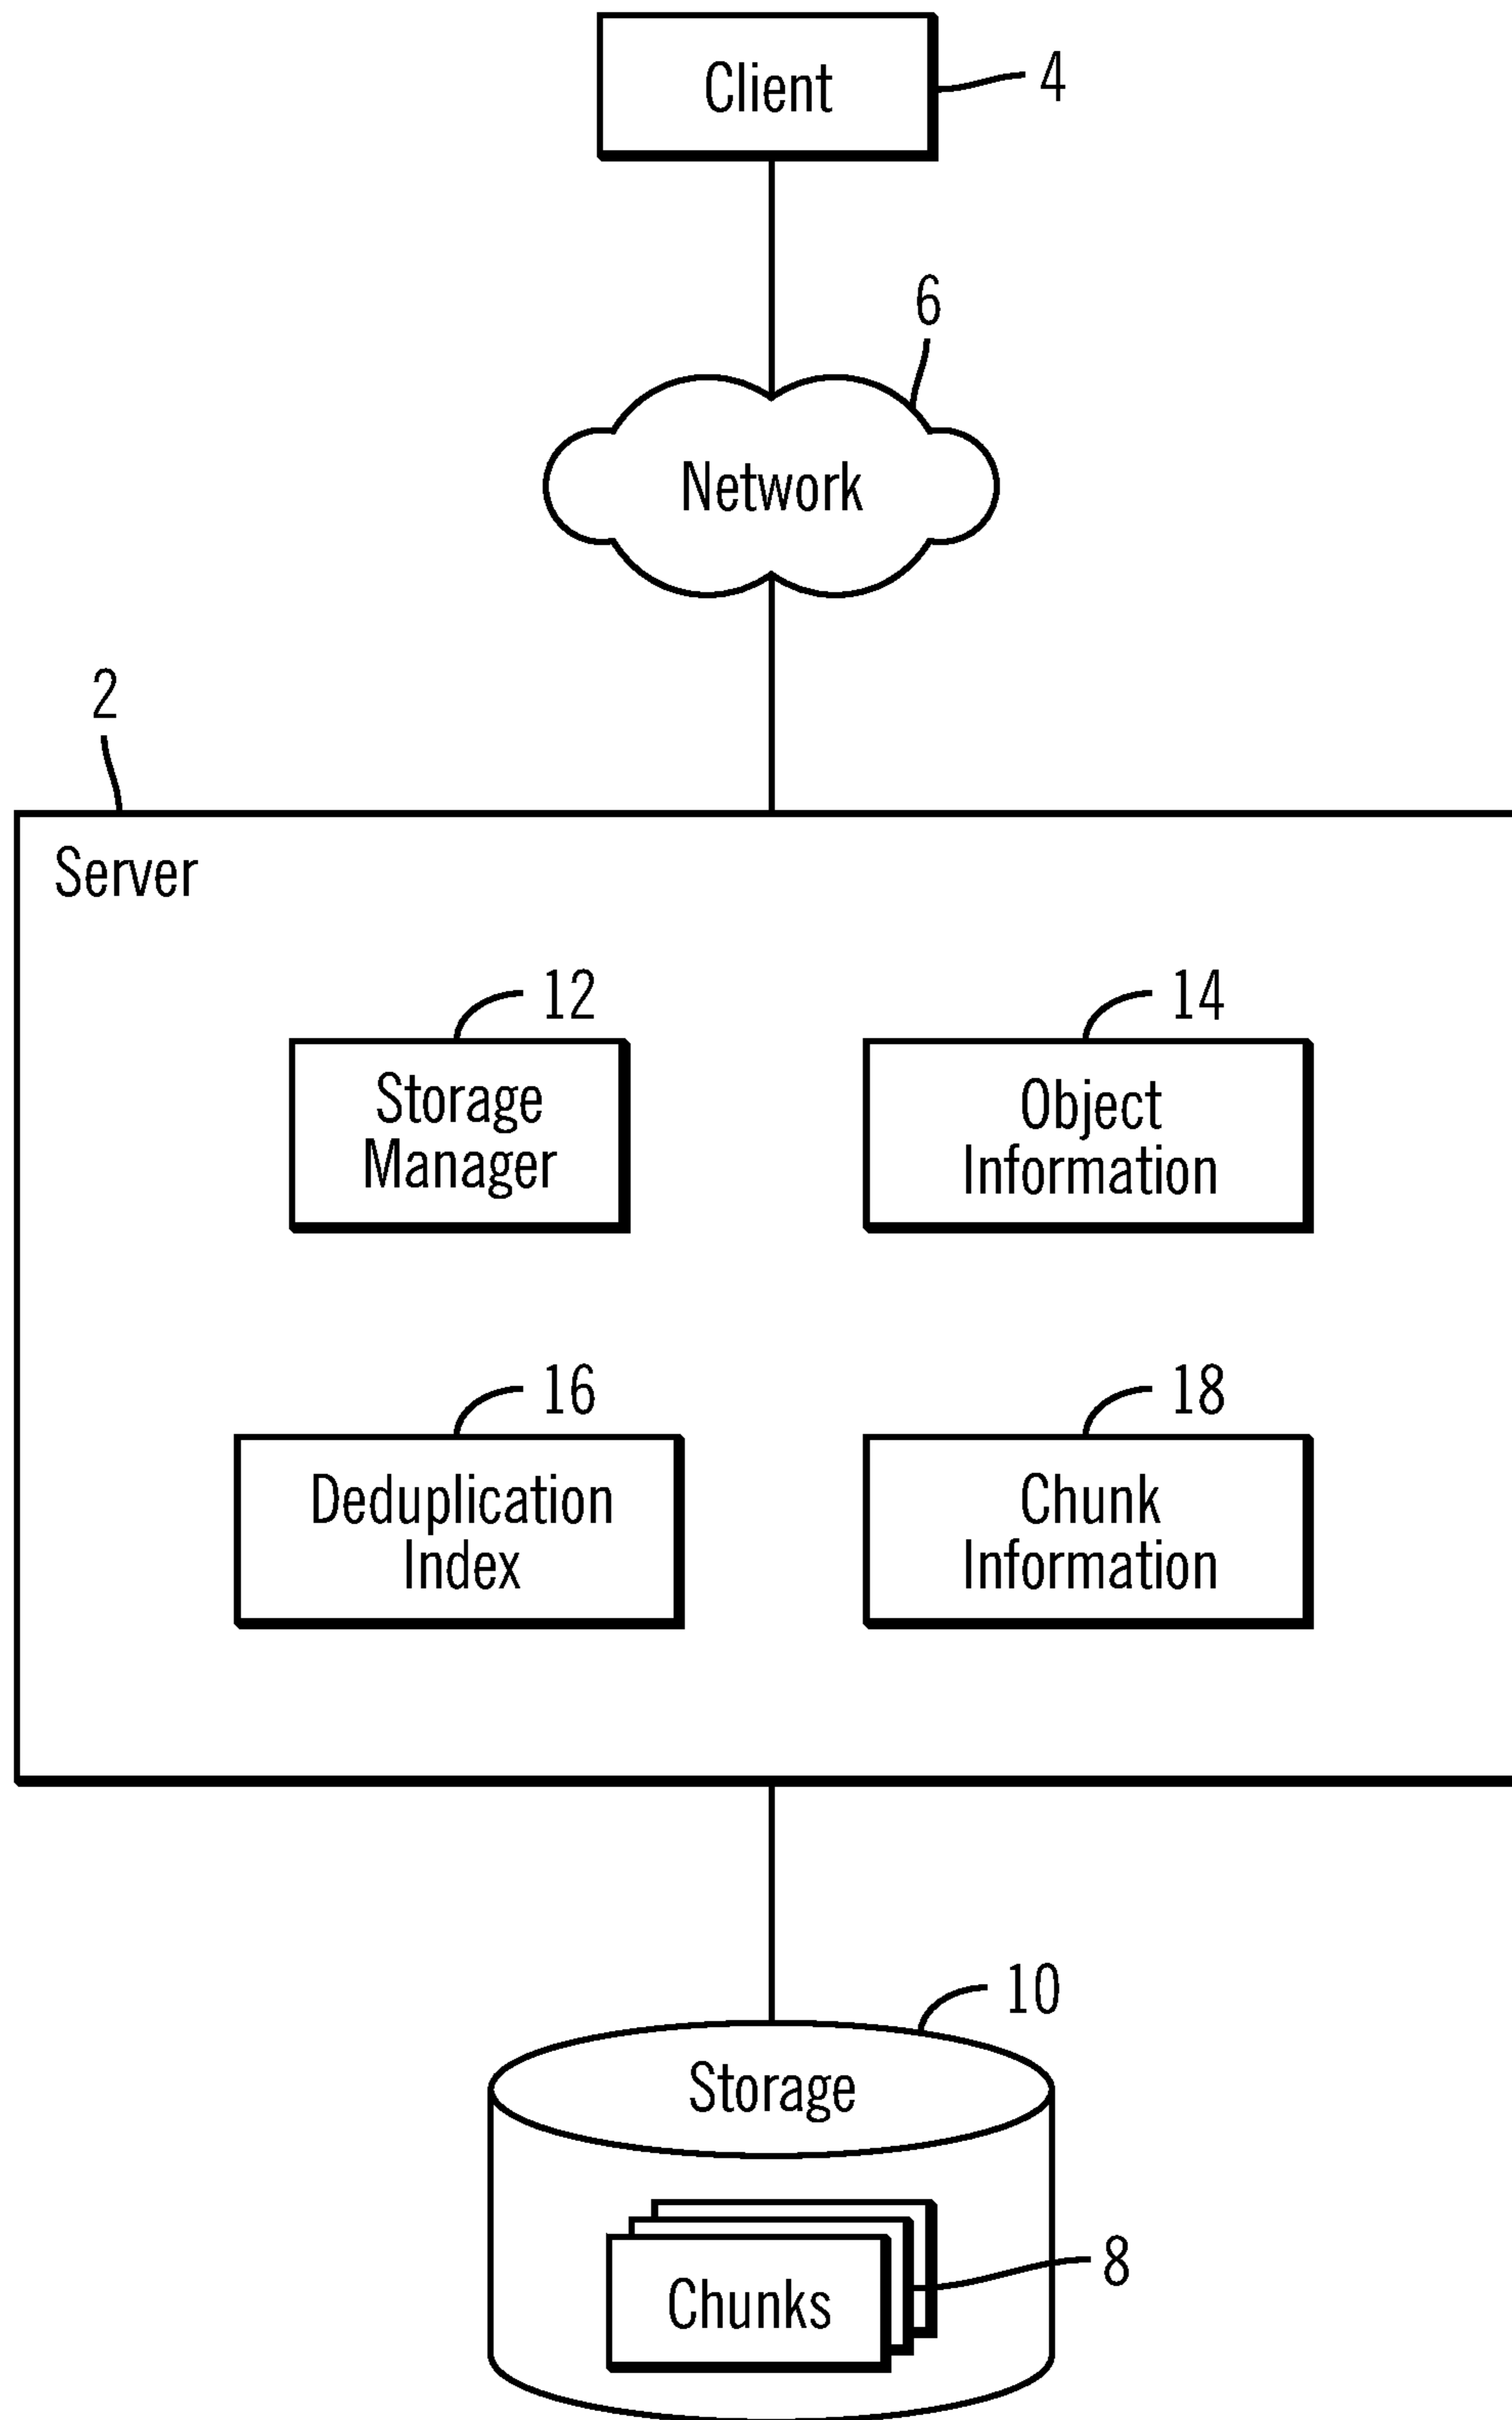 Client
4
6
Network
2
Server
12
14
Storage
Manager
Object
Information
16
18
Deduplication
Index
Chunk
Information
10
Storage
Chunks
8